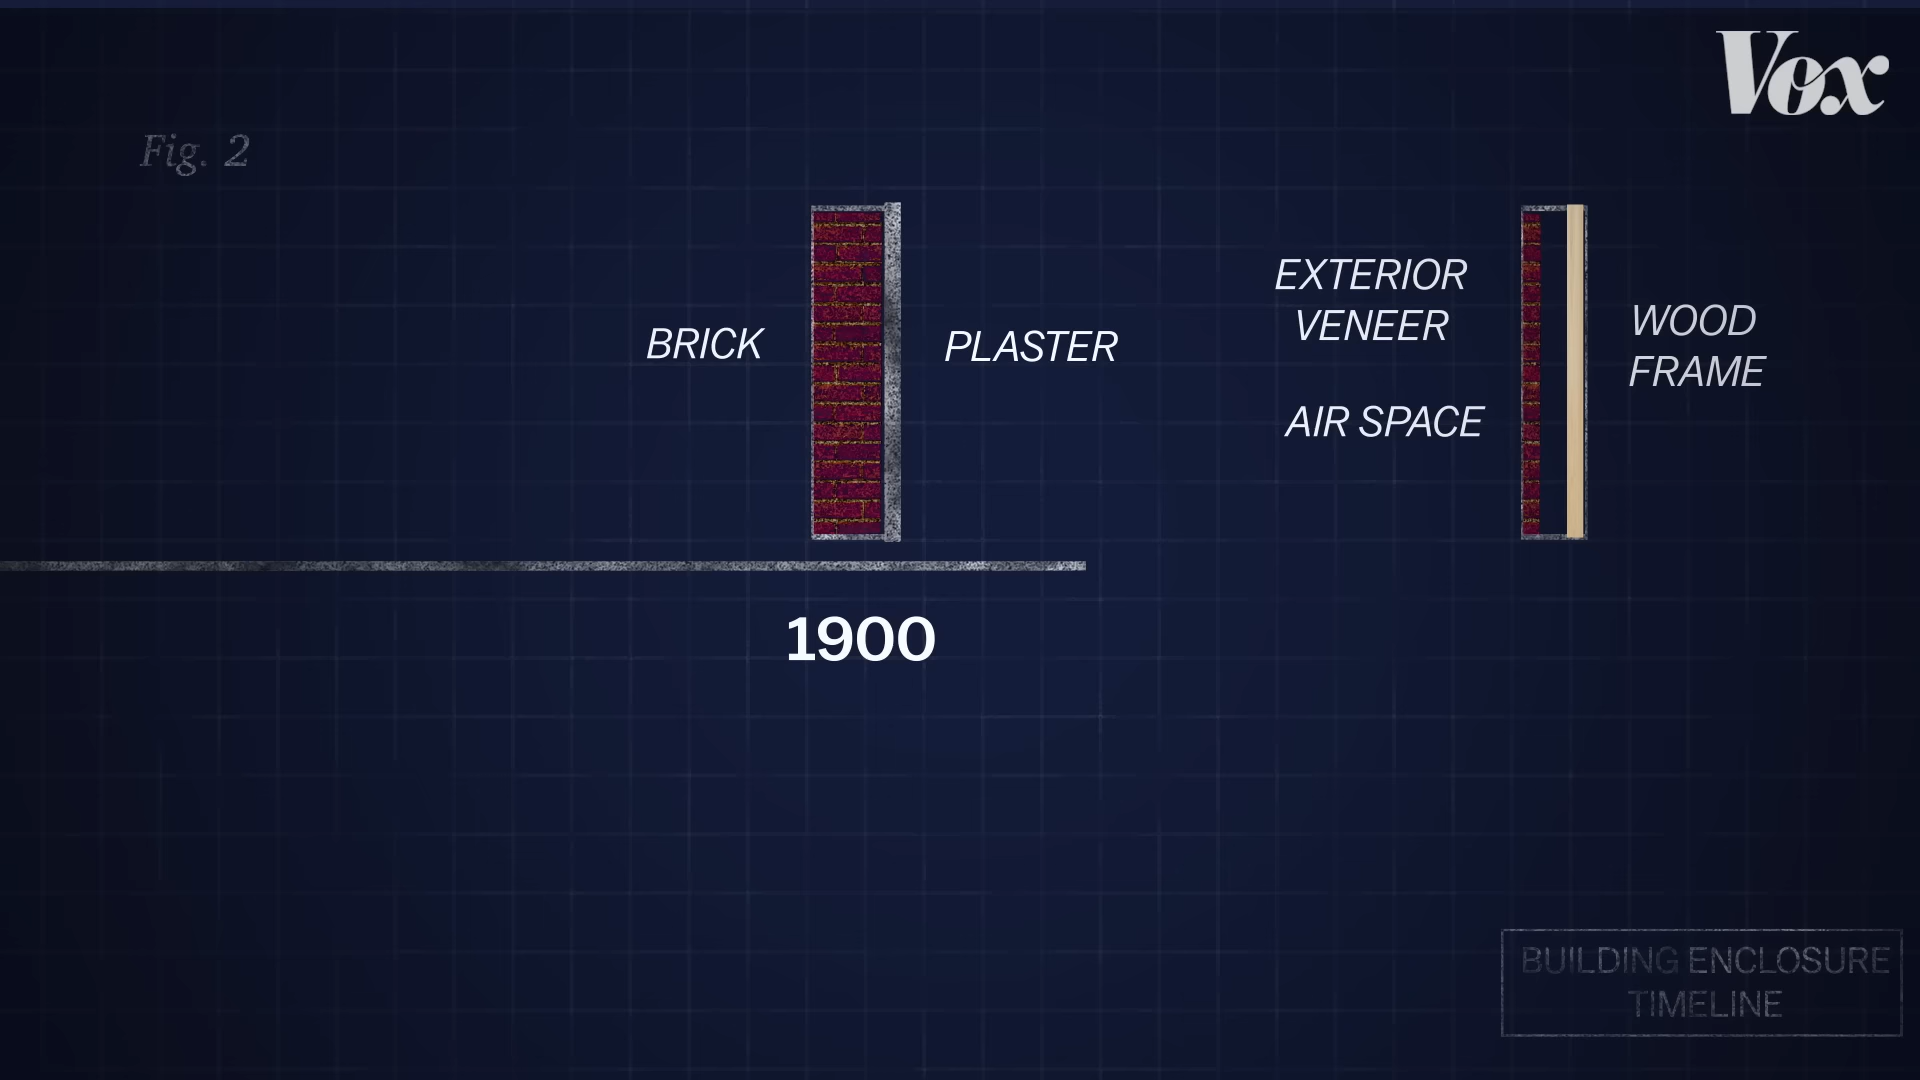 Vox
Fig. 2
BRICK
PLASTER
EXTERIOR
VENEER
AIR SPACE
WOOD
FRAME
1900
BUILDING ENCLOSURE
TIMELINE